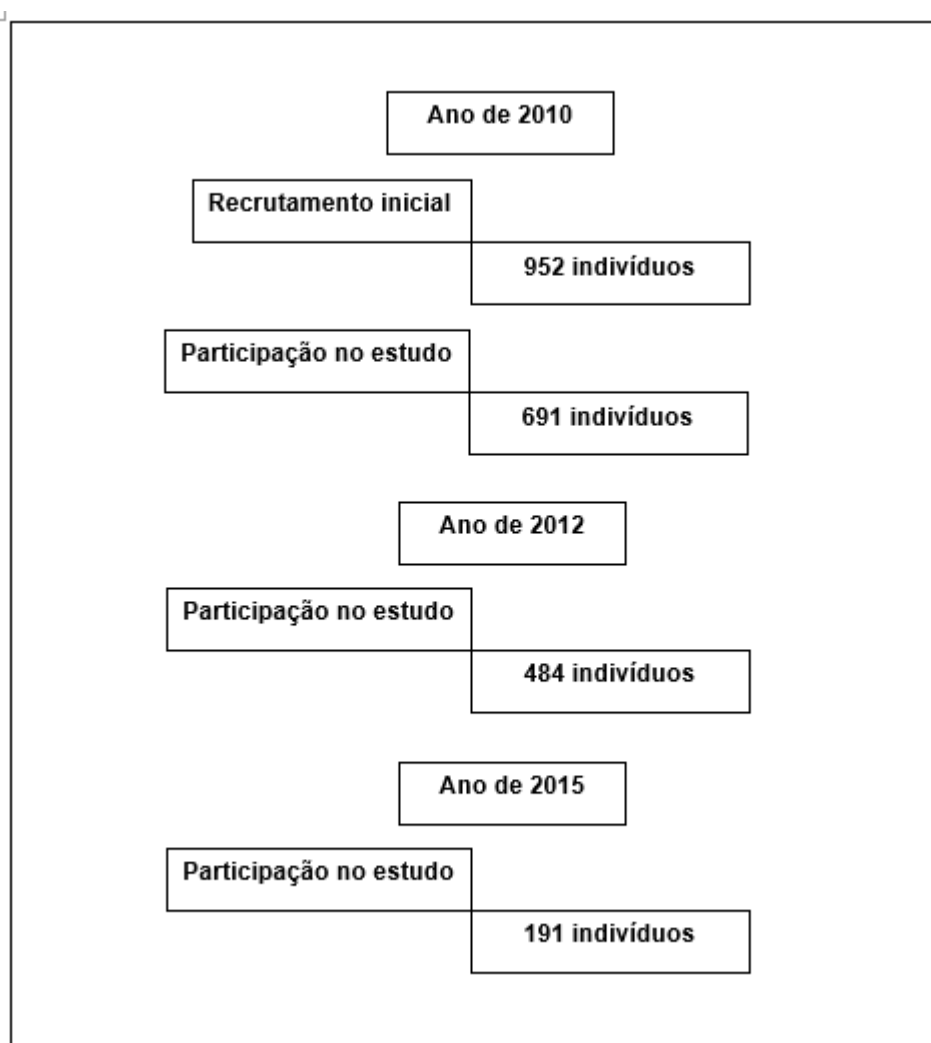 Ano de 2010
Recrutamento inicial
952 indivíduos
Participação no estudo
691 indivíduos
Ano de 2012
Participação no estudo
484 indivíduos
Ano de 2015
Participação no estudo
191 indivíduos